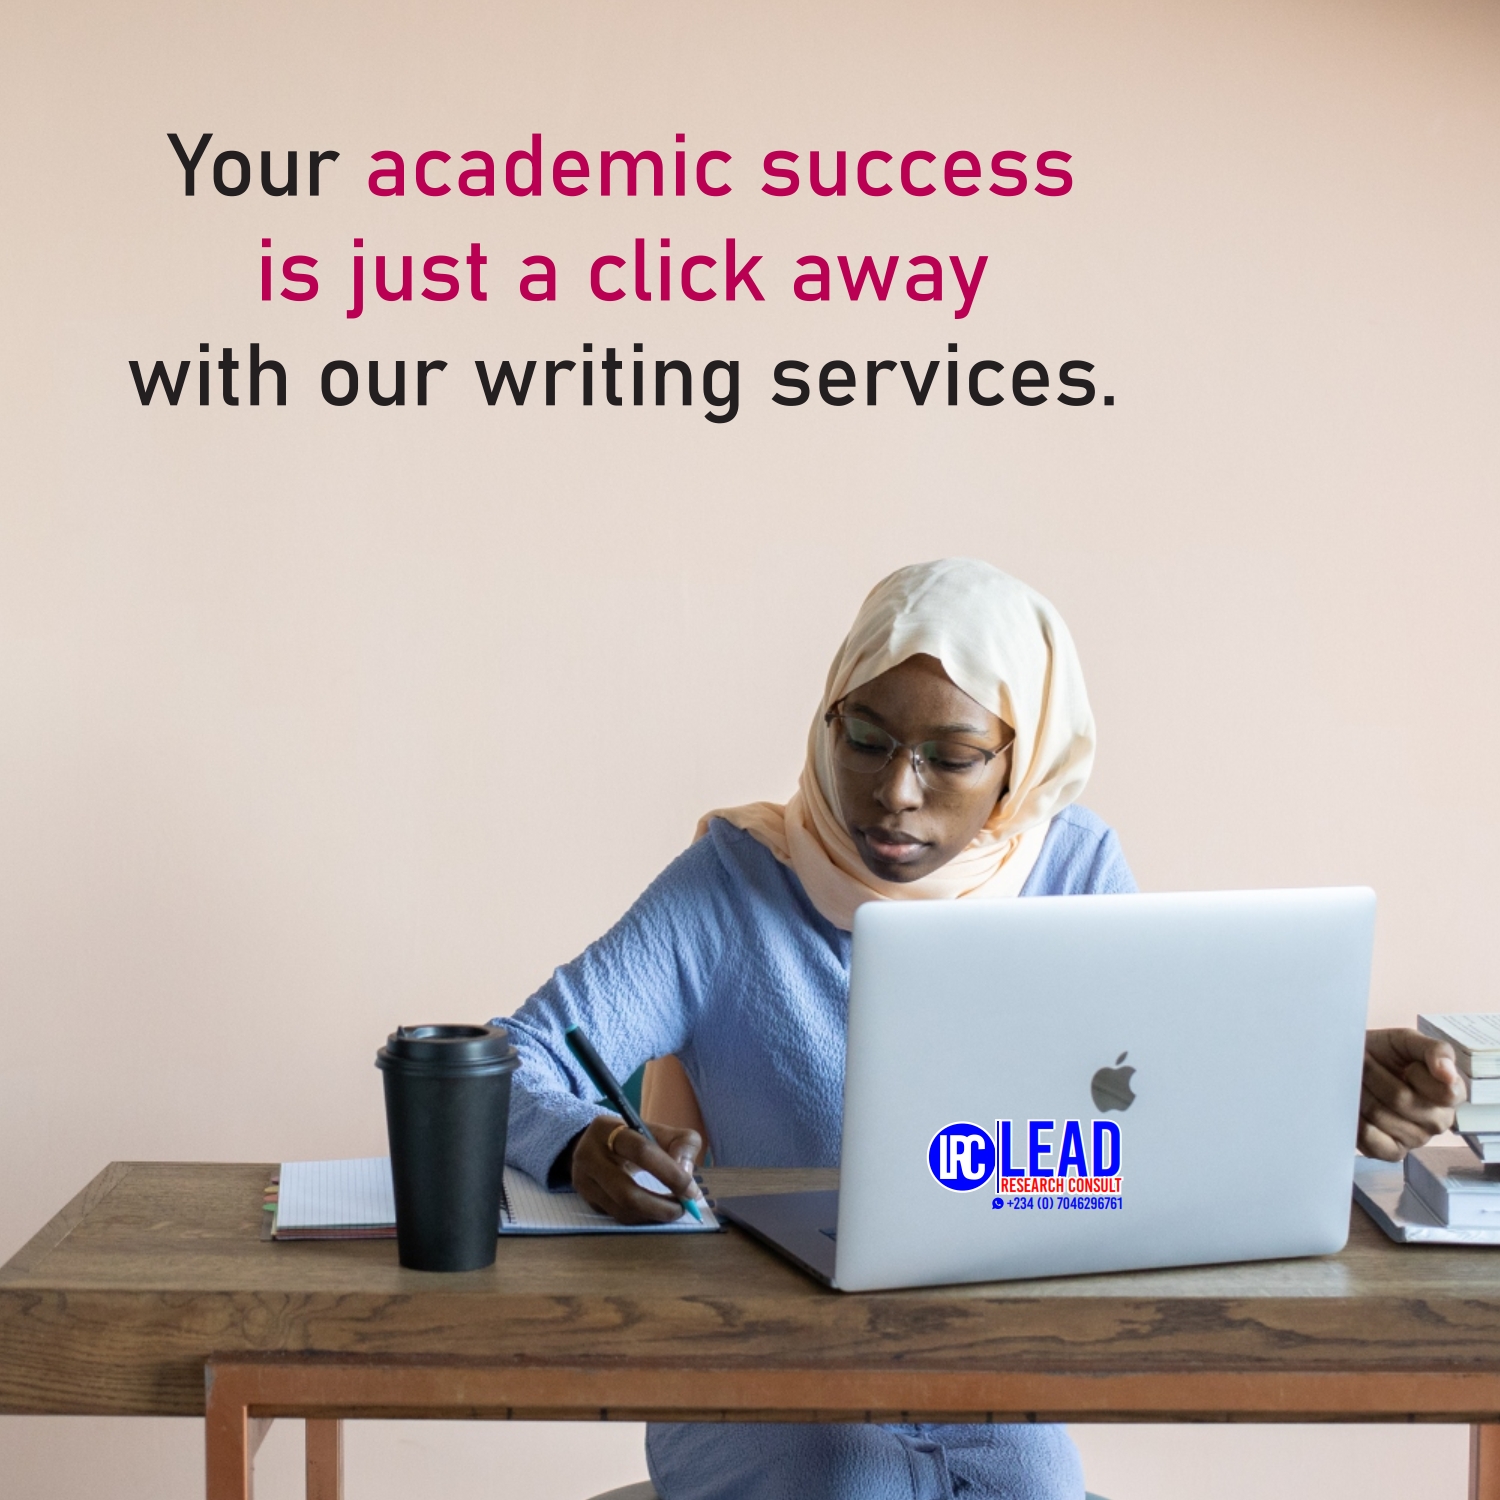 Your academic success
is just a click away
with our writing services.
LRC LEAD
RESEARCH CONSULT
+234 (0) 7046296761